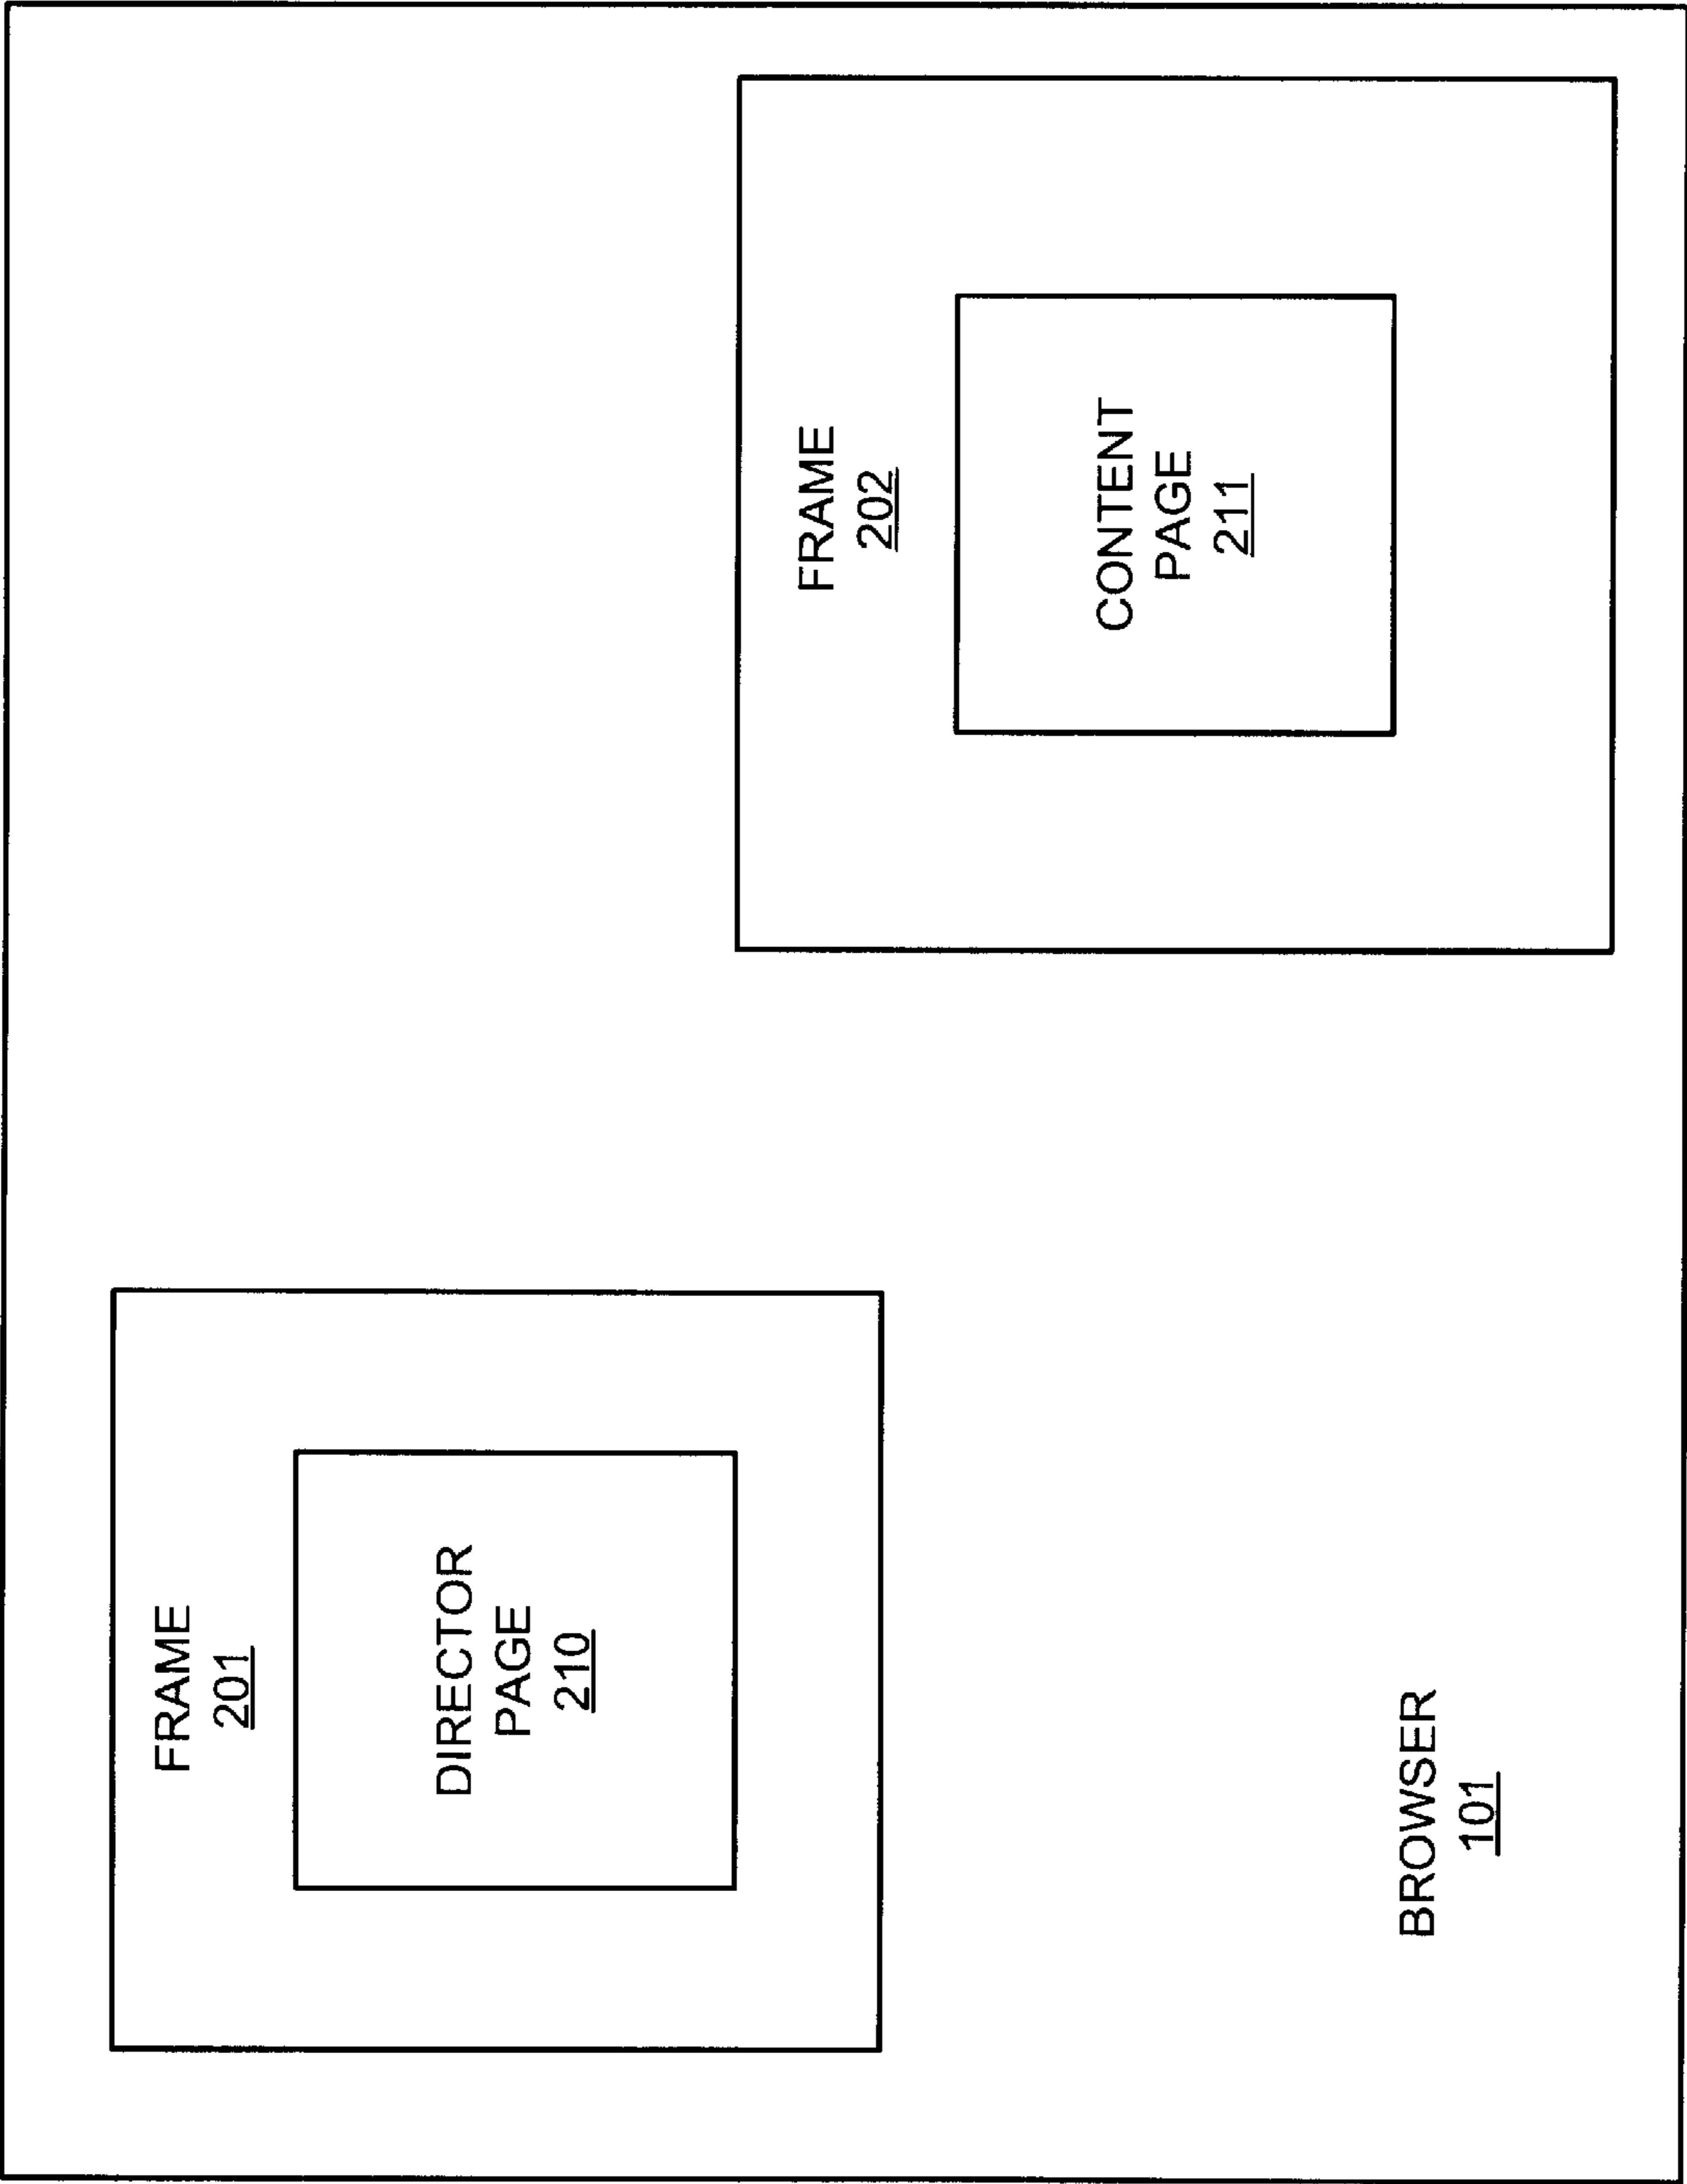 FRAME
201
DIRECTOR
PAGE
210
FRAME
202
CONTENT
PAGE
211
BROWSER
101